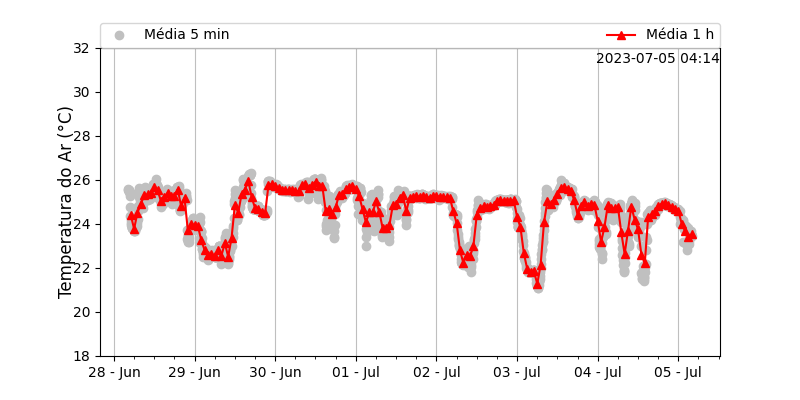 Média 5 min
Média 1 h
2023-07-05 04:14
Temperatura do Ar (°C)
32
30
28
26
24
22
20
18
28 - Jun
29 - Jun
30 - Jun
01 - Jul
02 - Jul
03 - Jul
04 - Jul
05 - Jul